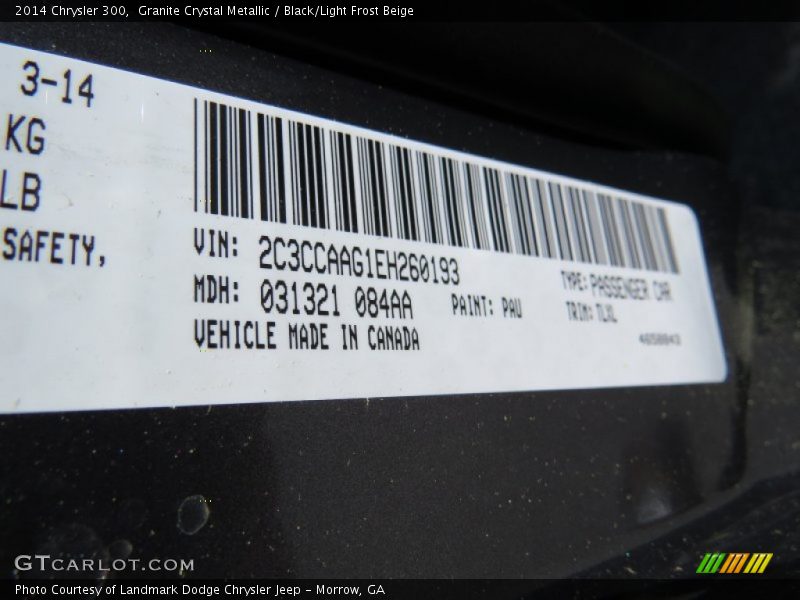 2014 Chrysler 300,  Granite Crystal Metallic / Black/Light Frost Beige
3-14
KG
LB
SAFETY,
VIN: 2C3CCAAG1EH260193
MDH: 031321 084AA
PAINT: PAU
VEHICLE MADE IN CANADA
TYPE: PASSENGER CAR
TRIM: TLXL
GTCARLOT.COM
Photo Courtesy of Landmark Dodge Chrysler Jeep - Morrow, GA